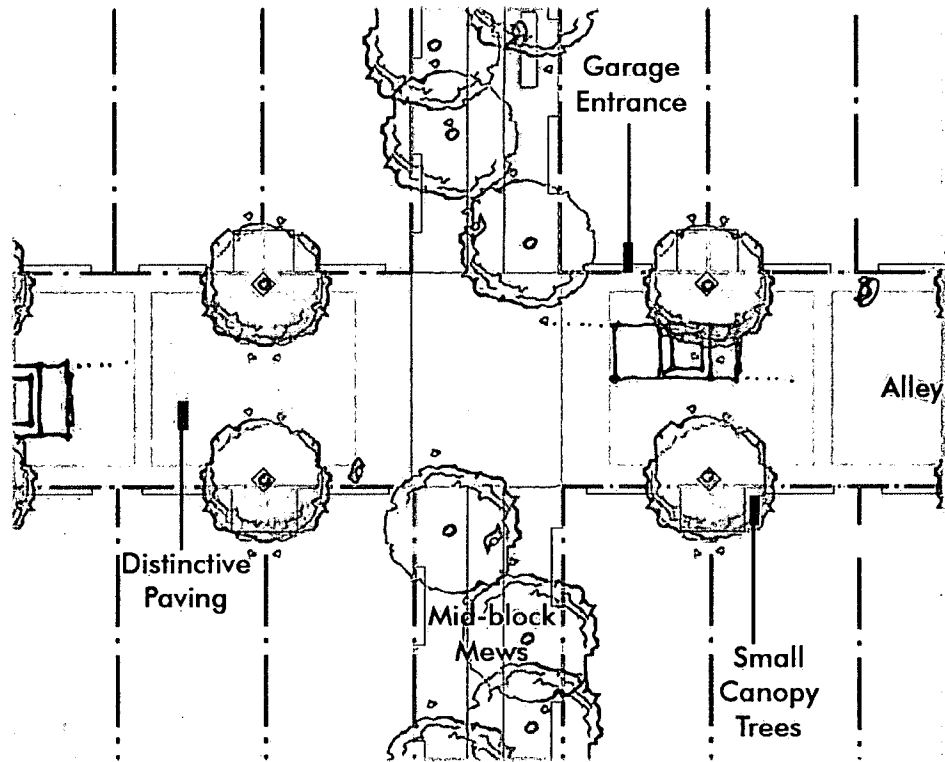 Garage
Entrance
Alley
Distinctive
Paving
Mid-block
Mews
Small
Canopy
Trees